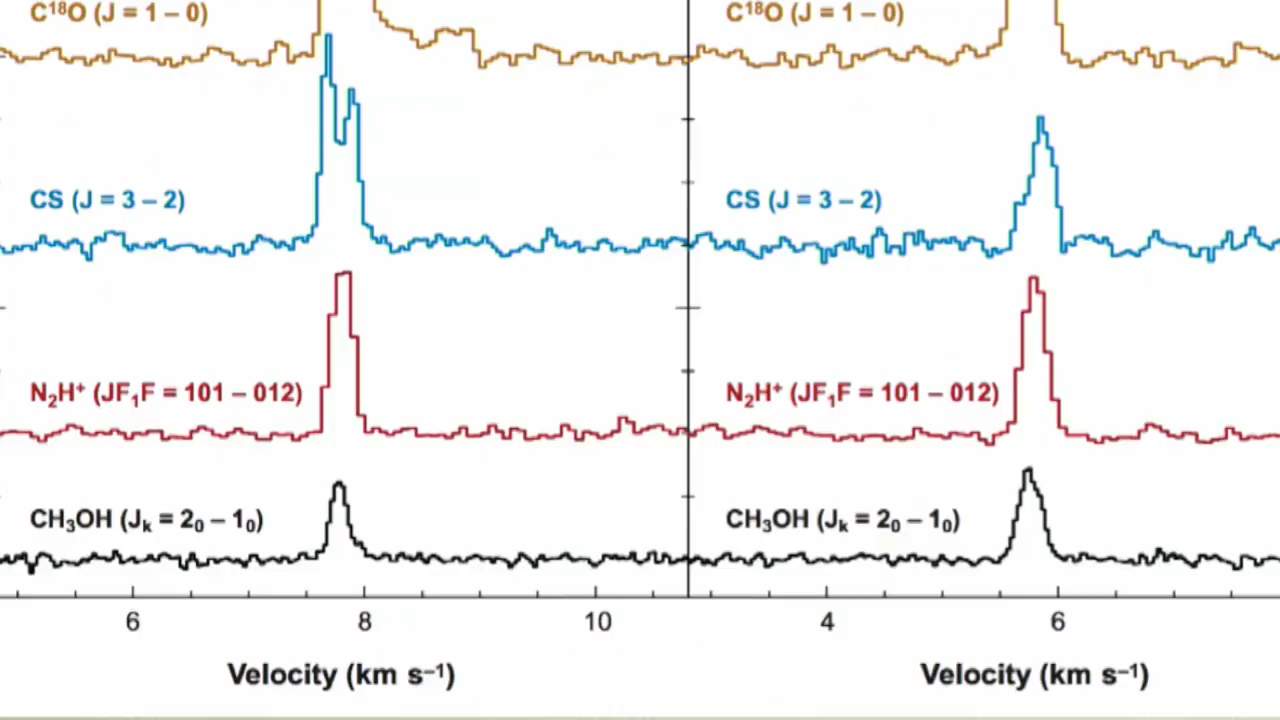 C¹⁸O (J = 1 – 0)
CS (J = 3 – 2)
N₂H⁺ (JF₁F = 101 – 012)
CH₃OH (Jₖ = 2₀ – 1₀)
6 8 10
Velocity (km s⁻¹)
C¹⁸O (J = 1 – 0)
CS (J = 3 – 2)
N₂H⁺ (JF₁F = 101 – 012)
CH₃OH (Jₖ = 2₀ – 1₀)
4 6
Velocity (km s⁻¹)